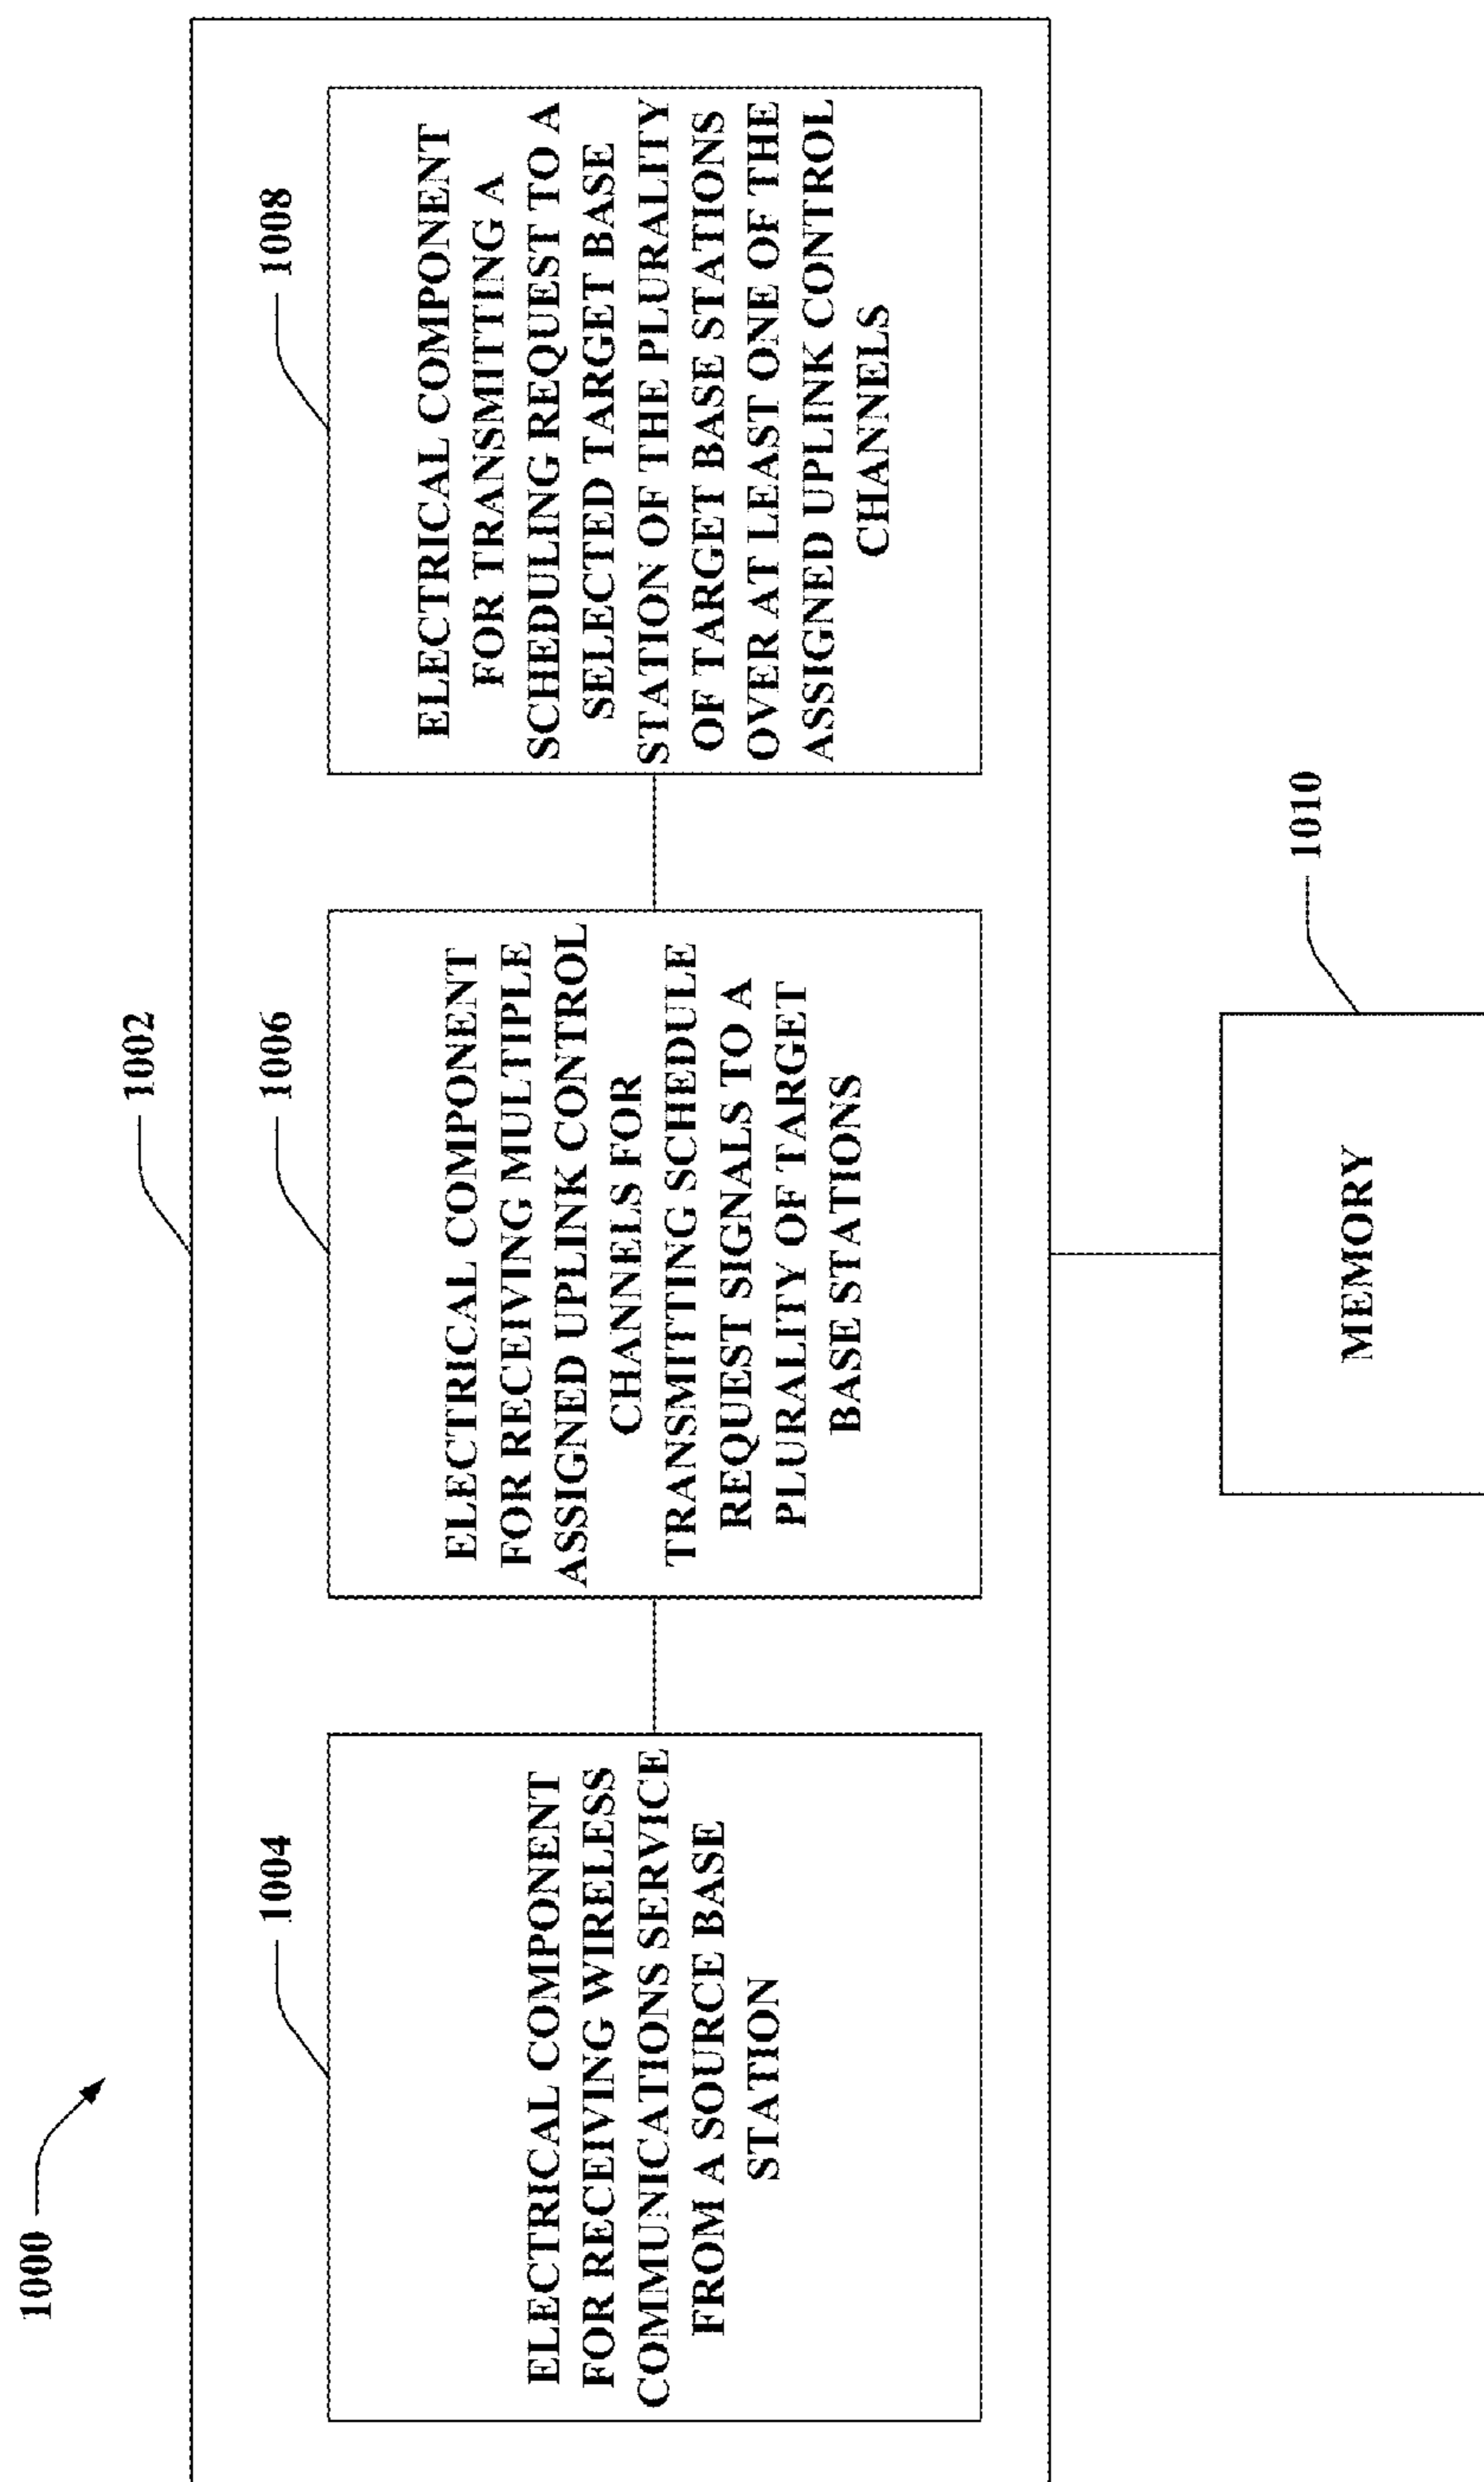 1000
1002
1004
ELECTRICAL COMPONENT
FOR RECEIVING WIRELESS
COMMUNICATIONS SERVICE
FROM A SOURCE BASE
STATION
1006
ELECTRICAL COMPONENT
FOR RECEIVING MULTIPLE
ASSIGNED UPLINK CONTROL
CHANNELS FOR
TRANSMITTING SCHEDULE
REQUEST SIGNALS TO A
PLURALITY OF TARGET
BASE STATIONS
1008
ELECTRICAL COMPONENT
FOR TRANSMITTING A
SCHEDULING REQUEST TO A
SELECTED TARGET BASE
STATION OF THE PLURALITY
OF TARGET BASE STATIONS
OVER AT LEAST ONE OF THE
ASSIGNED UPLINK CONTROL
CHANNELS
1010
MEMORY